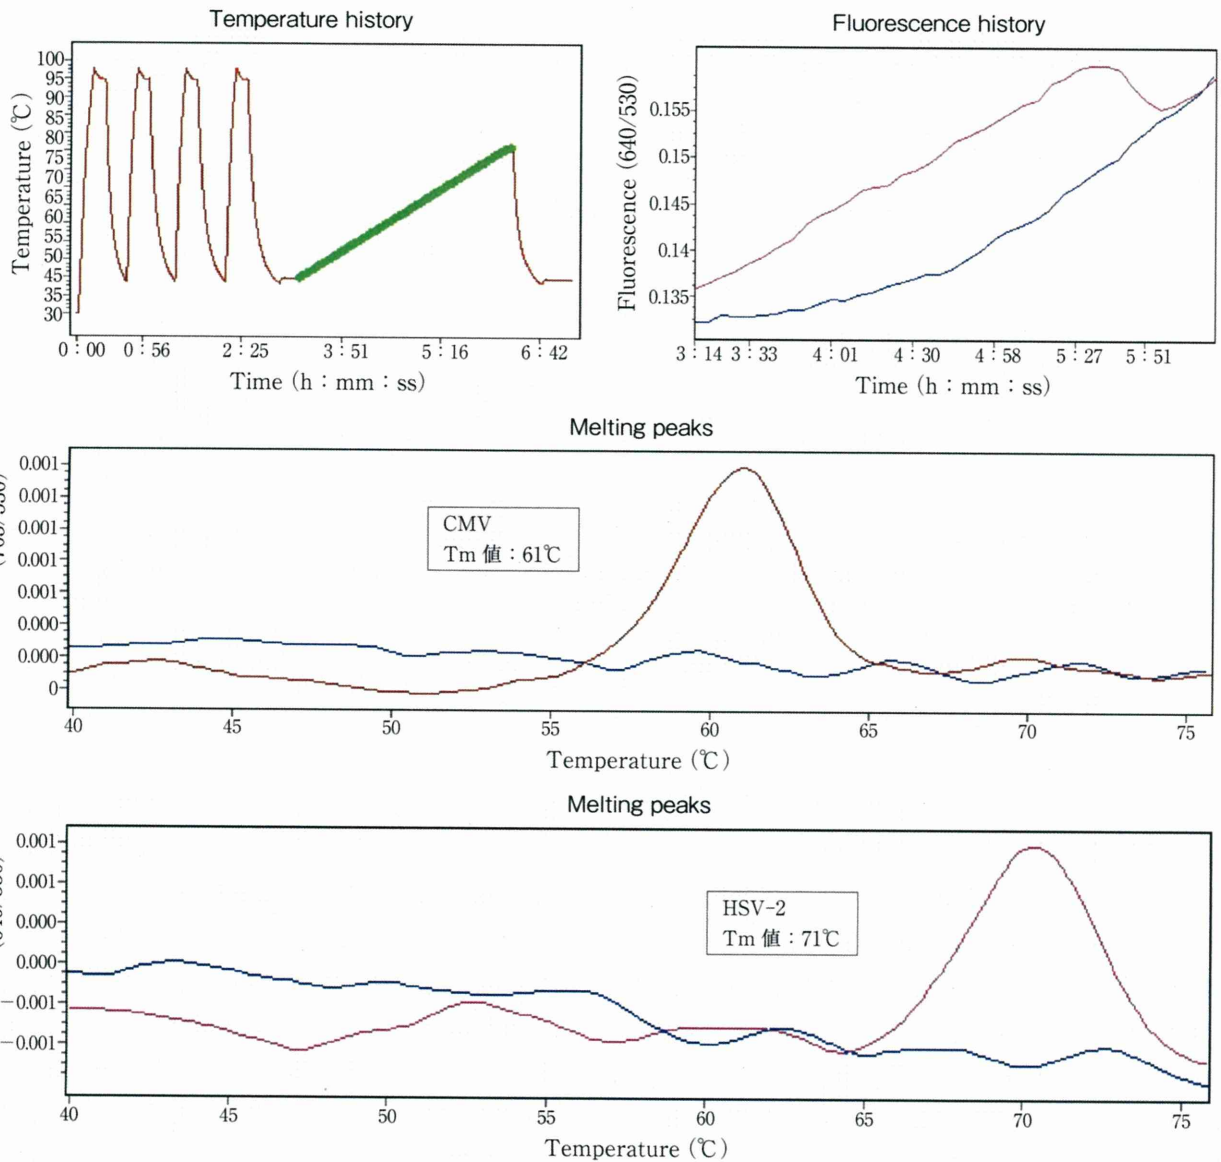 Temperature history
Temperature (℃)
100
95
90
85
80
75
70
65
60
55
50
45
35
30
0:00 0:56 2:25 3:51 5:16 6:42
Time (h:mm:ss)
Fluorescence history
Fluorescence (640/530)
0.155
0.15
0.145
0.14
0.135
3:14 3:33 4:01 4:30 4:58 5:27 5:51
Time (h:mm:ss)
Melting peaks
0.001
0.001
0.001
0.001
0.001
0.000
0.000
0
CMV
Tm 値:61℃
40 45 50 55 60 65 70 75
Temperature (℃)
Melting peaks
0.001
0.001
0.000
0.000
-0.001
-0.001
HSV-2
Tm 値:71℃
40 45 50 55 60 65 70 75
Temperature (℃)